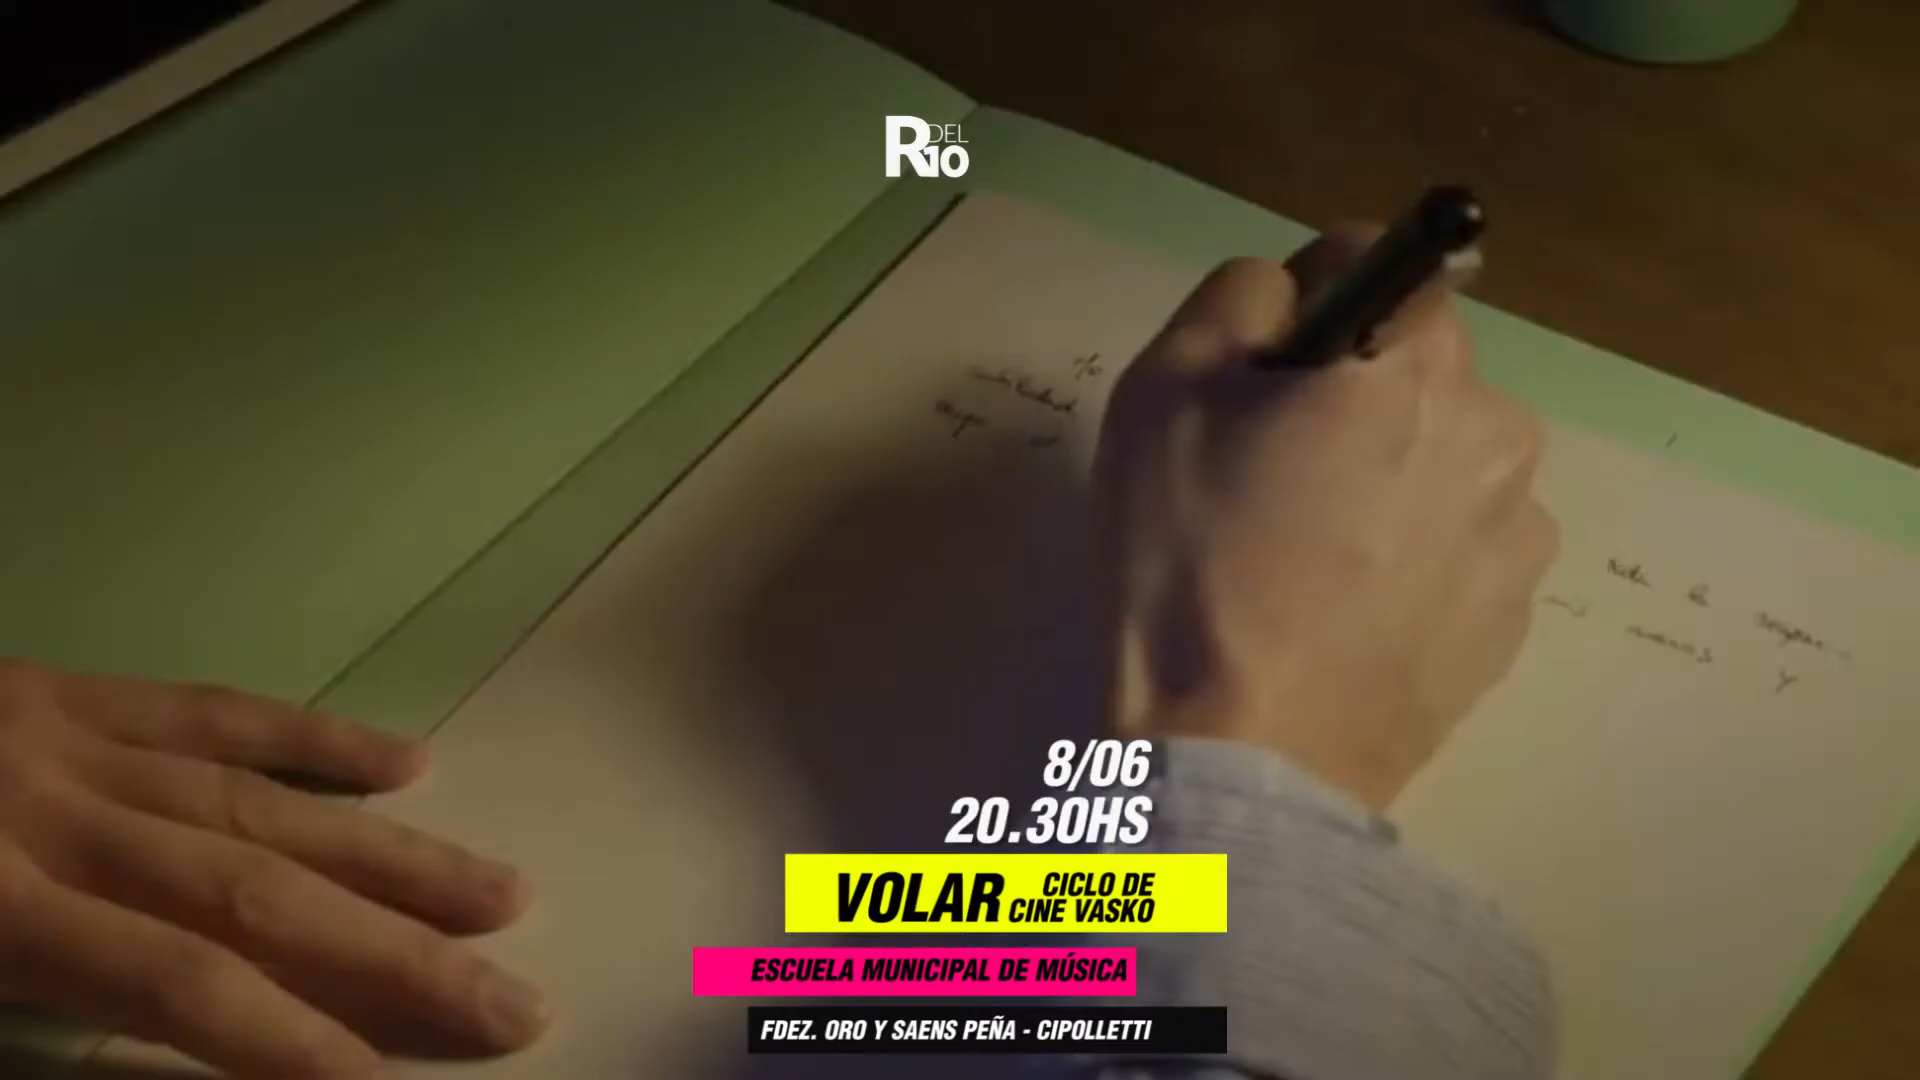 R DEL 10
8/06
20.30HS
VOLAR CICLO DE CINE VASKO
ESCUELA MUNICIPAL DE MÚSICA
FDEZ. ORO Y SAENS PEÑA - CIPOLLETTI